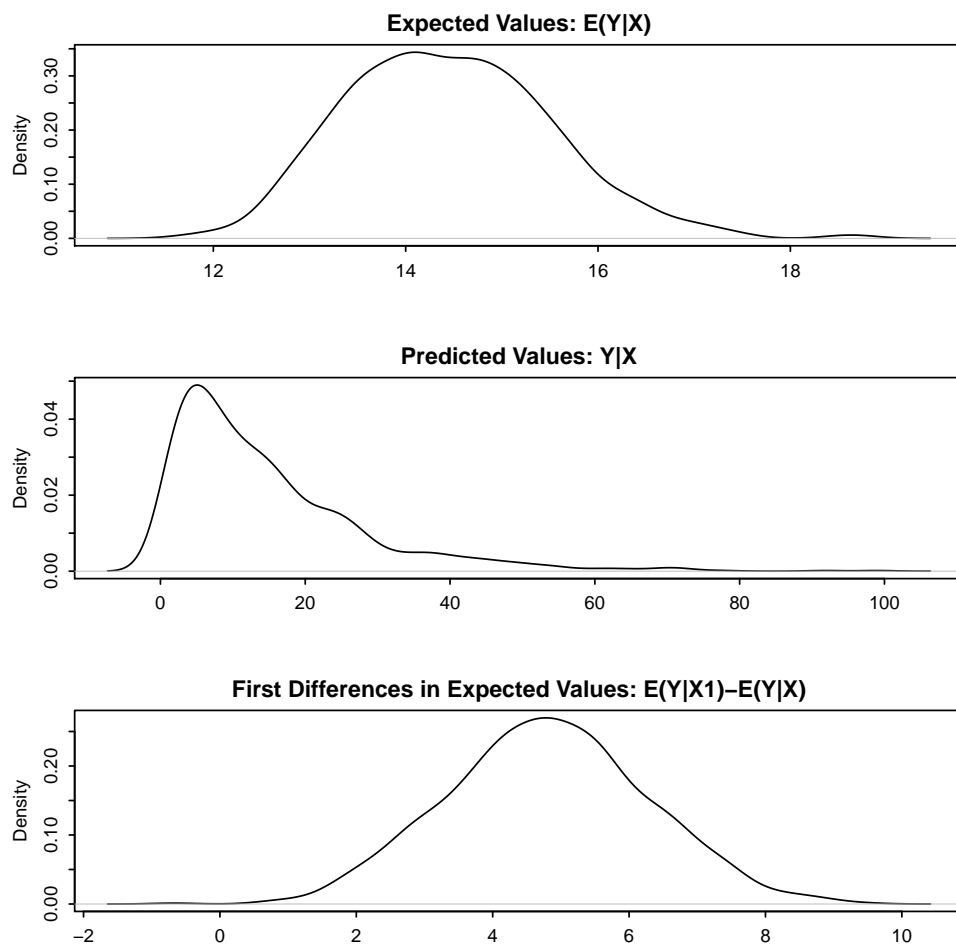 Expected Values: E(Y|X)
Density
0.00 0.10 0.20 0.30
12 14 16 18
Predicted Values: Y|X
Density
0.00 0.02 0.04
0 20 40 60 80 100
First Differences in Expected Values: E(Y|X1)−E(Y|X)
Density
0.00 0.10 0.20
−2 0 2 4 6 8 10